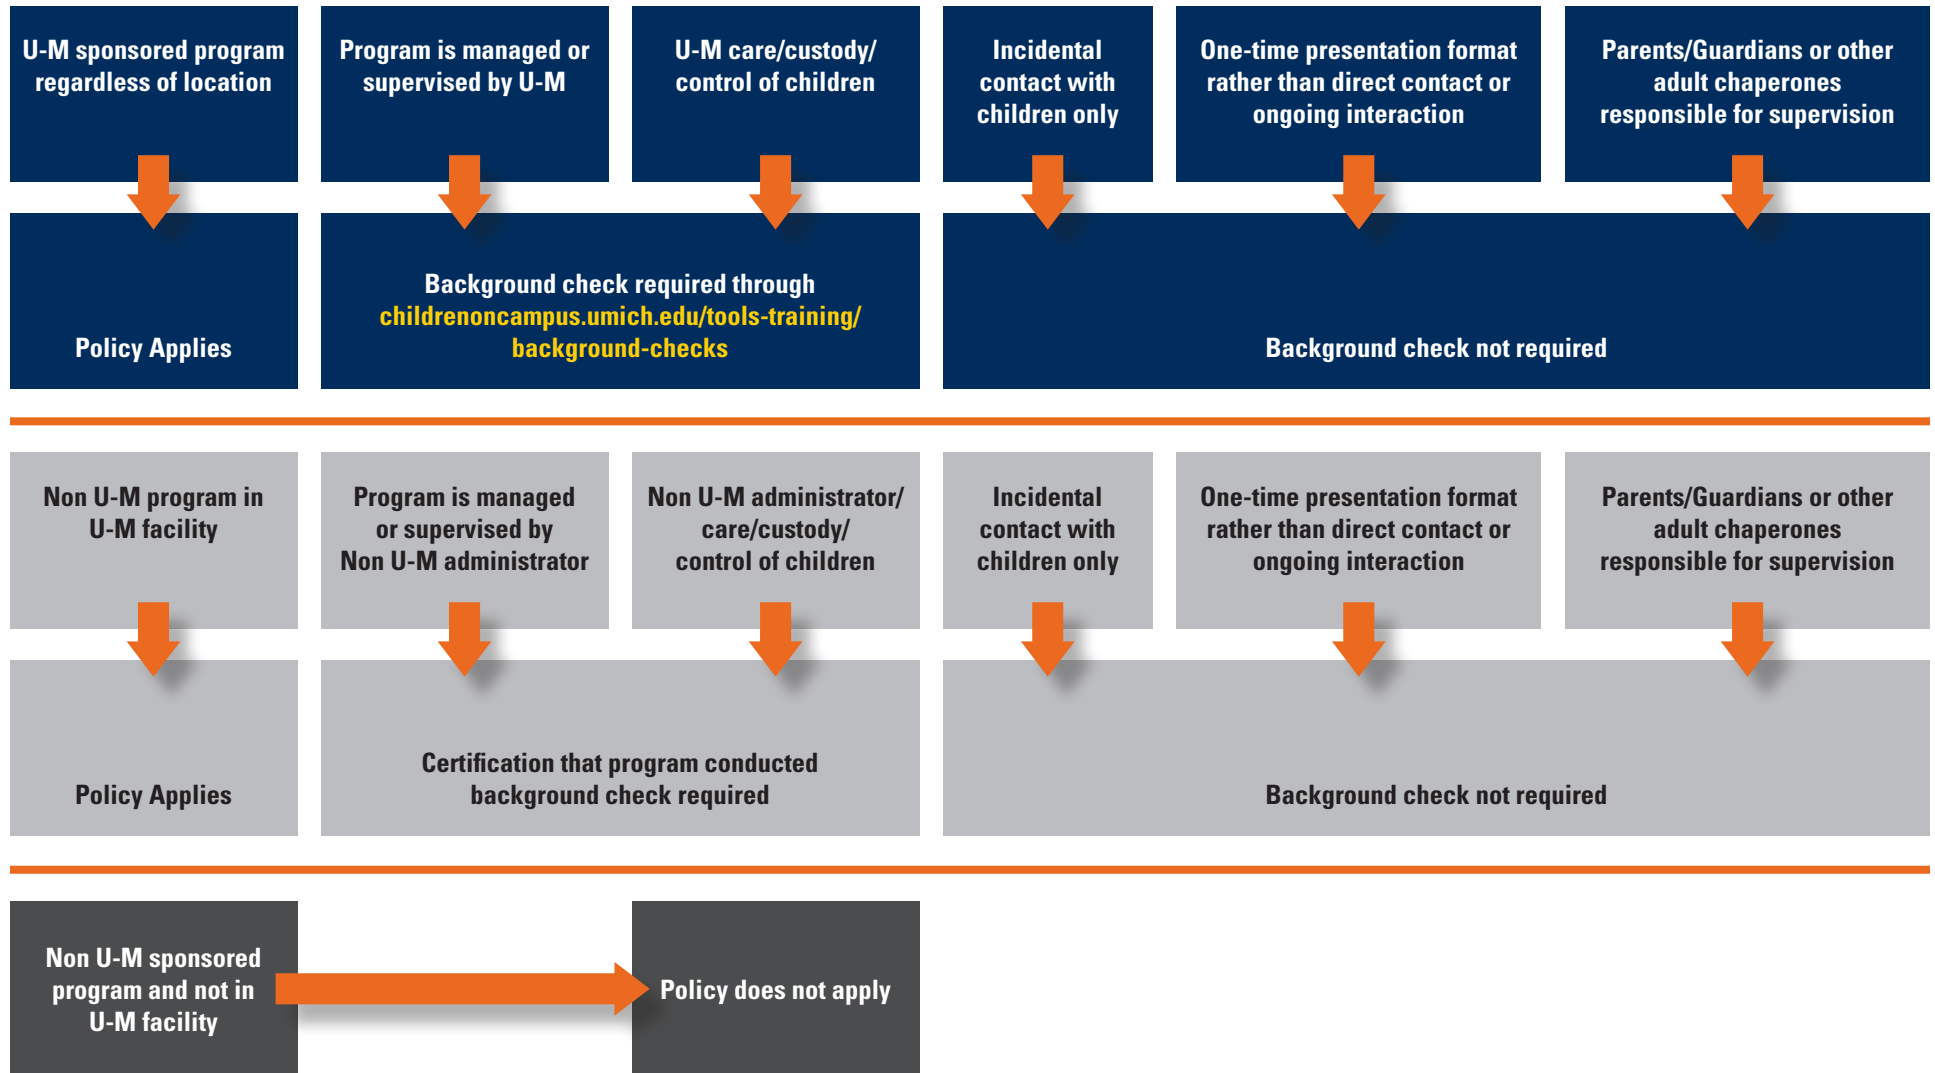 U-M sponsored program
regardless of location
Program is managed or
supervised by U-M
U-M care/custody/
control of children
Incidental
contact with
children only
One-time presentation format
rather than direct contact or
ongoing interaction
Parents/Guardians or other
adult chaperones
responsible for supervision
Policy Applies
Background check required through
childrenoncampus.umich.edu/tools-training/
background-checks
Background check not required
Non U-M program in
U-M facility
Program is managed
or supervised by
Non U-M administrator
Non U-M administrator/
care/custody/
control of children
Incidental
contact with
children only
One-time presentation format
rather than direct contact or
ongoing interaction
Parents/Guardians or other
adult chaperones
responsible for supervision
Policy Applies
Certification that program conducted
background check required
Background check not required
Non U-M sponsored
program and not in
U-M facility
Policy does not apply